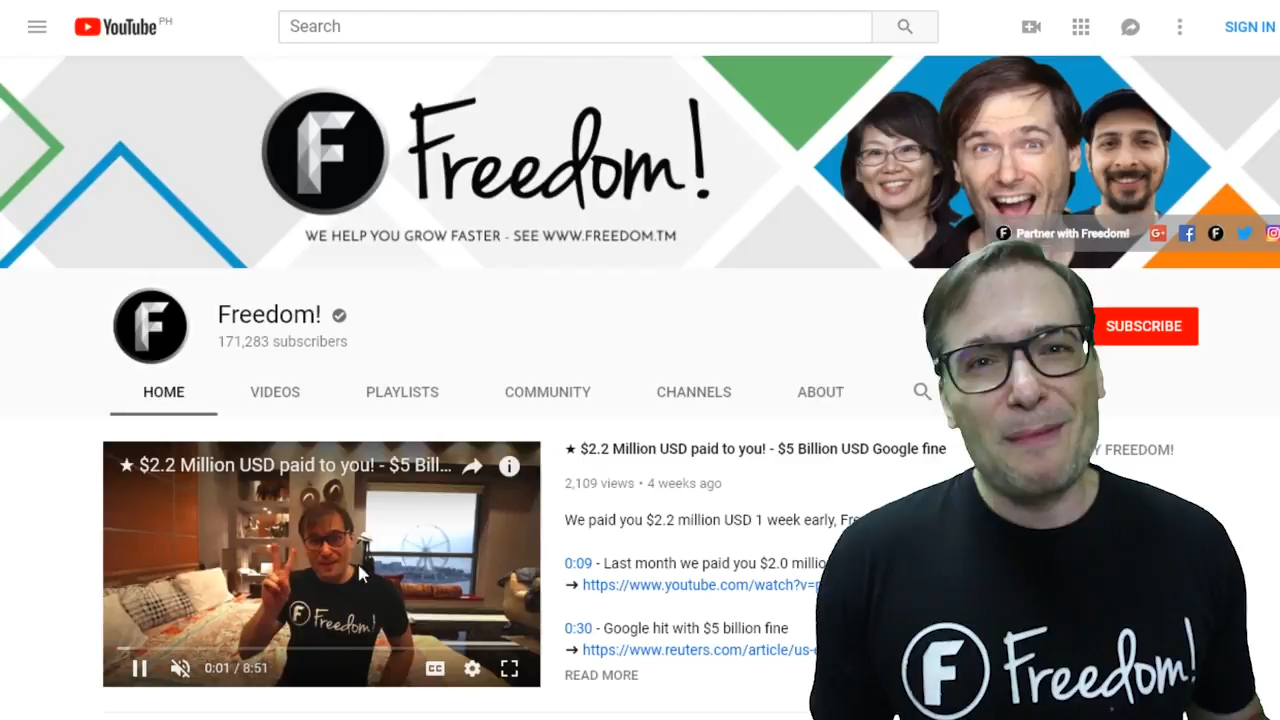 YouTube PH
Search
SIGN IN
F
Freedom!
WE HELP YOU GROW FASTER - SEE WWW.FREEDOM.TM
F Partner with Freedom! G+ f F
F
Freedom!
171,283 subscribers
SUBSCRIBE
HOME VIDEOS PLAYLISTS COMMUNITY CHANNELS ABOUT
★ $2.2 Million USD paid to you! - $5 Bill...
F Freedom!
0:01 / 8:51
CC
★ $2.2 Million USD paid to you! - $5 Billion USD Google fine
2,109 views • 4 weeks ago
We paid you $2.2 million USD 1 week early, Fre
0:09 - Last month we paid you $2.0 millio
→ https://www.youtube.com/watch?v=
0:30 - Google hit with $5 billion fine
→ https://www.reuters.com/article/us-
READ MORE
Y FREEDOM!
F Freedom!